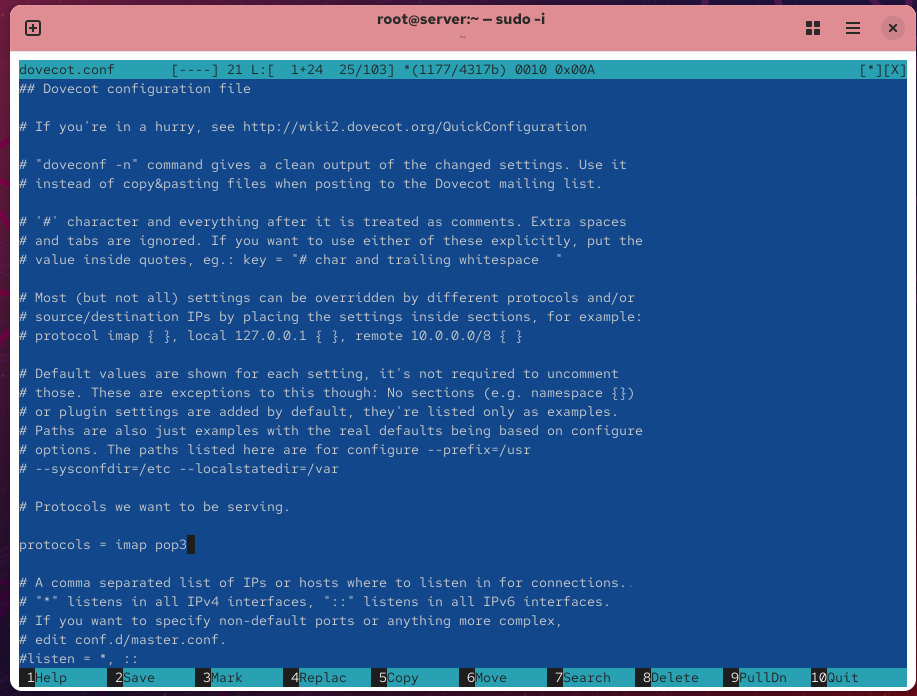 root@server:~ — sudo -i
~
dovecot.conf [----] 21 L:[ 1+24 25/103] *(1177/4317b) 0010 0x00A [*][X]
## Dovecot configuration file
# If you're in a hurry, see http://wiki2.dovecot.org/QuickConfiguration
# "doveconf -n" command gives a clean output of the changed settings. Use it
# instead of copy&pasting files when posting to the Dovecot mailing list.
# '#' character and everything after it is treated as comments. Extra spaces
# and tabs are ignored. If you want to use either of these explicitly, put the
# value inside quotes, eg.: key = "# char and trailing whitespace  "
# Most (but not all) settings can be overridden by different protocols and/or
# source/destination IPs by placing the settings inside sections, for example:
# protocol imap { }, local 127.0.0.1 { }, remote 10.0.0.0/8 { }
# Default values are shown for each setting, it's not required to uncomment
# those. These are exceptions to this though: No sections (e.g. namespace {})
# or plugin settings are added by default, they're listed only as examples.
# Paths are also just examples with the real defaults being based on configure
# options. The paths listed here are for configure --prefix=/usr
# --sysconfdir=/etc --localstatedir=/var
# Protocols we want to be serving.
protocols = imap pop3
# A comma separated list of IPs or hosts where to listen in for connections..
# "*" listens in all IPv4 interfaces, "::" listens in all IPv6 interfaces.
# If you want to specify non-default ports or anything more complex,
# edit conf.d/master.conf.
#listen = *, ::
1Help 2Save 3Mark 4Replac 5Copy 6Move 7Search 8Delete 9PullDn 10Quit